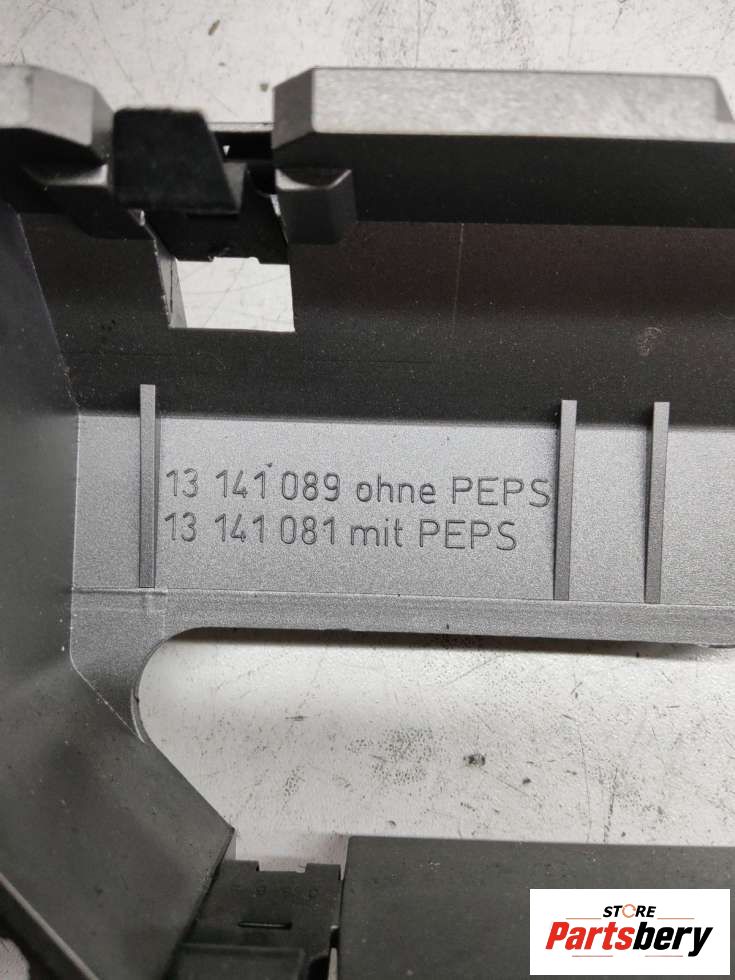 13 141 089 ohne PEPS
13 141 081 mit PEPS
STORE
Partsbery